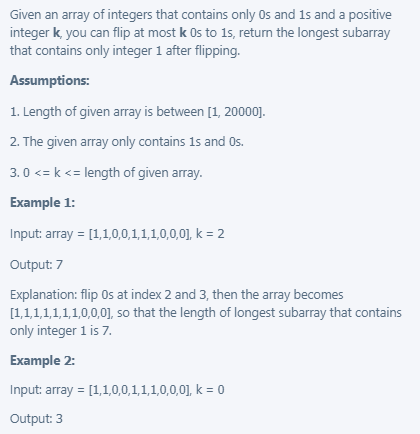 Given an array of integers that contains only 0s and 1s and a positive
integer k, you can flip at most k 0s to 1s, return the longest subarray
that contains only integer 1 after flipping.
Assumptions:
1. Length of given array is between [1, 20000].
2. The given array only contains 1s and 0s.
3. 0 <= k <= length of given array.
Example 1:
Input: array = [1,1,0,0,1,1,1,0,0,0], k = 2
Output: 7
Explanation: flip 0s at index 2 and 3, then the array becomes
[1,1,1,1,1,1,1,0,0,0], so that the length of longest subarray that contains
only integer 1 is 7.
Example 2:
Input: array = [1,1,0,0,1,1,1,0,0,0], k = 0
Output: 3